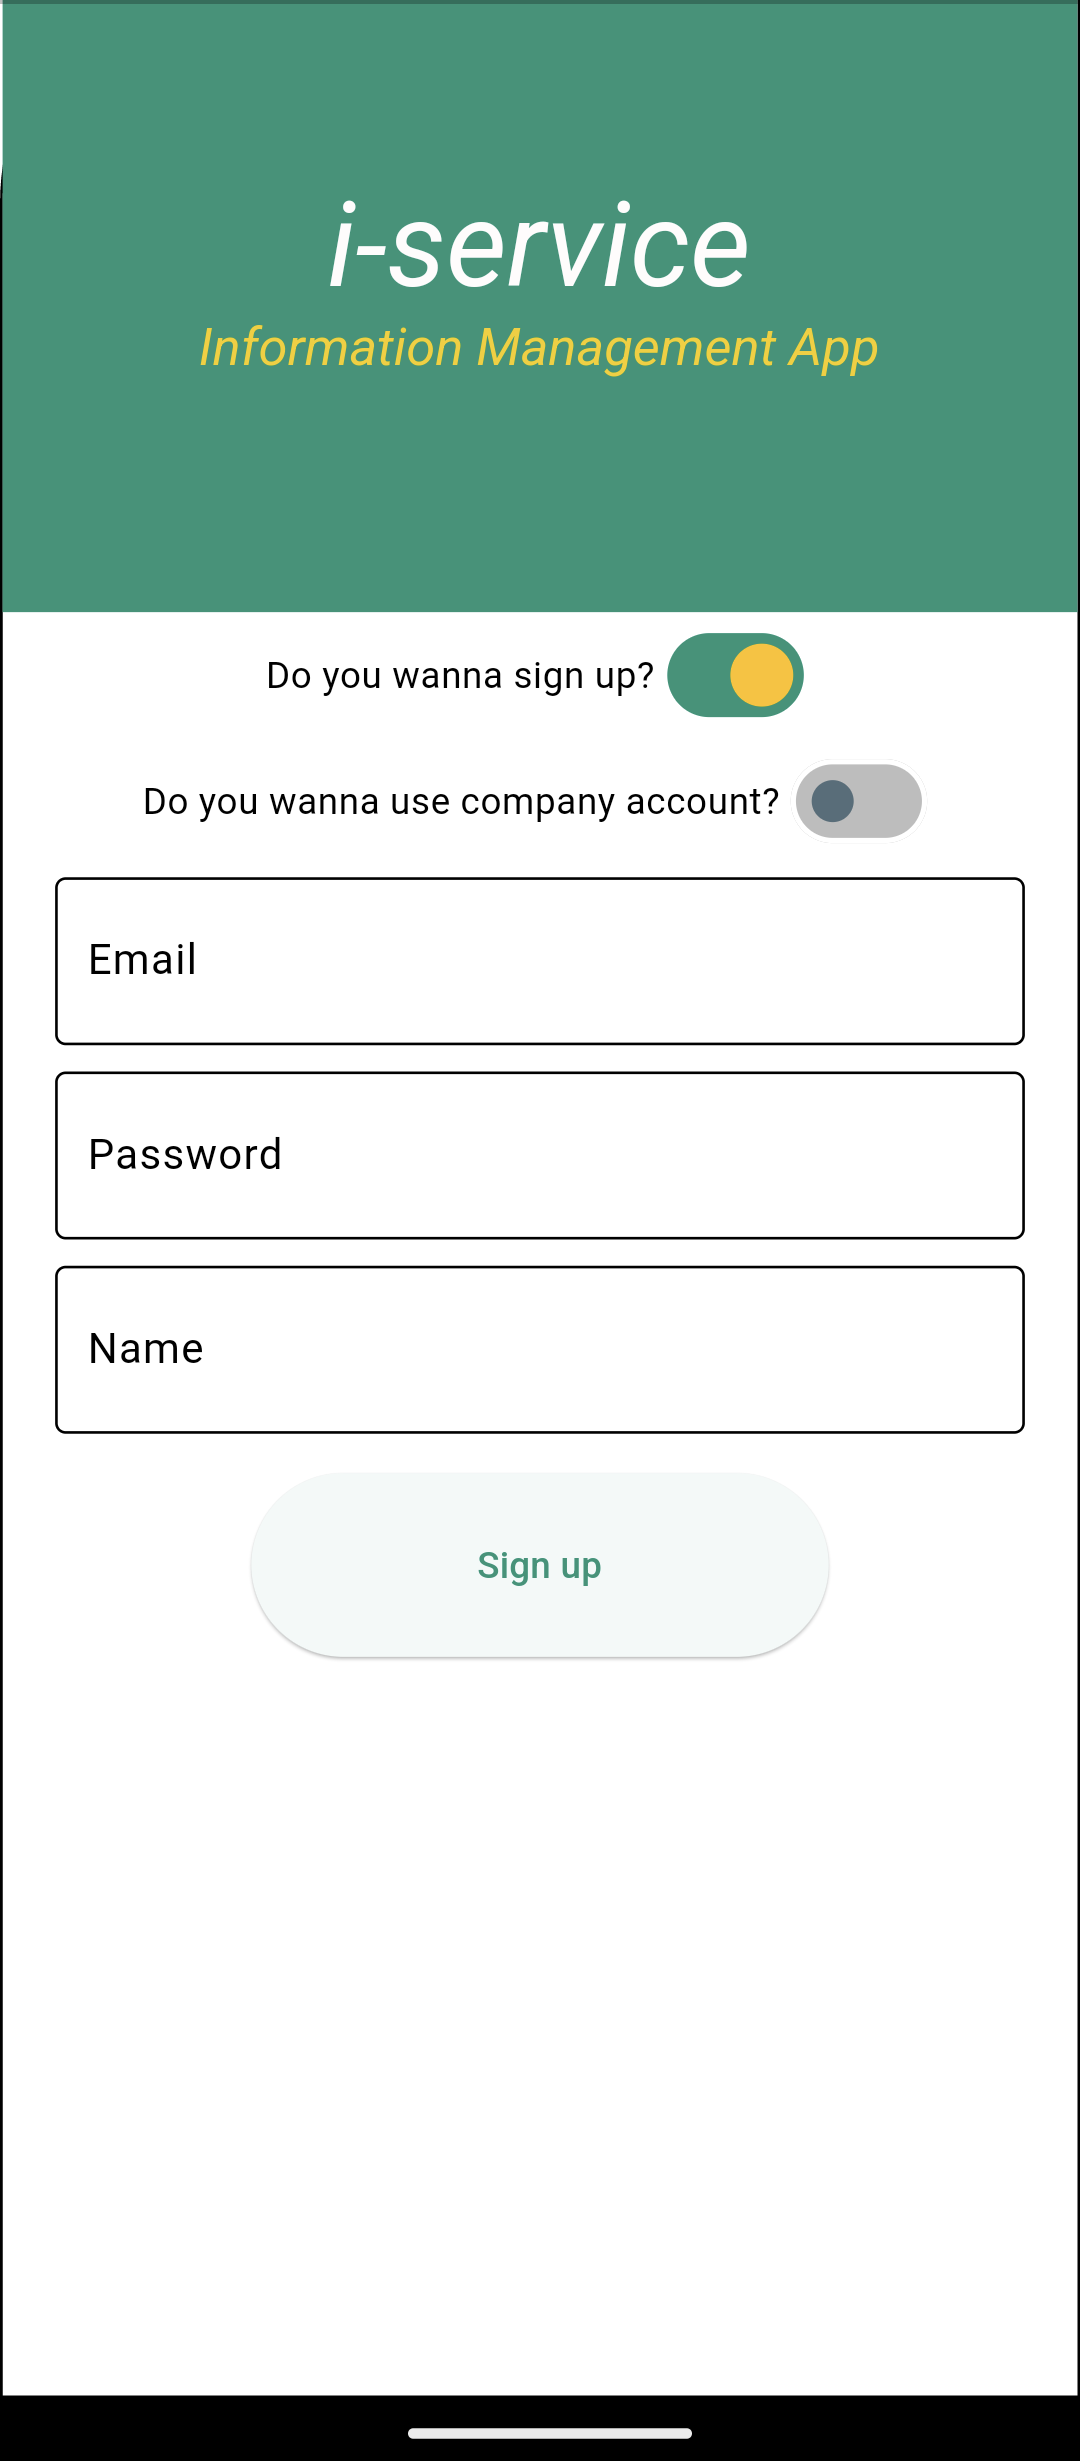 i-service
Information Management App
Do you wanna sign up?
Do you wanna use company account?
Email
Password
Name
Sign up